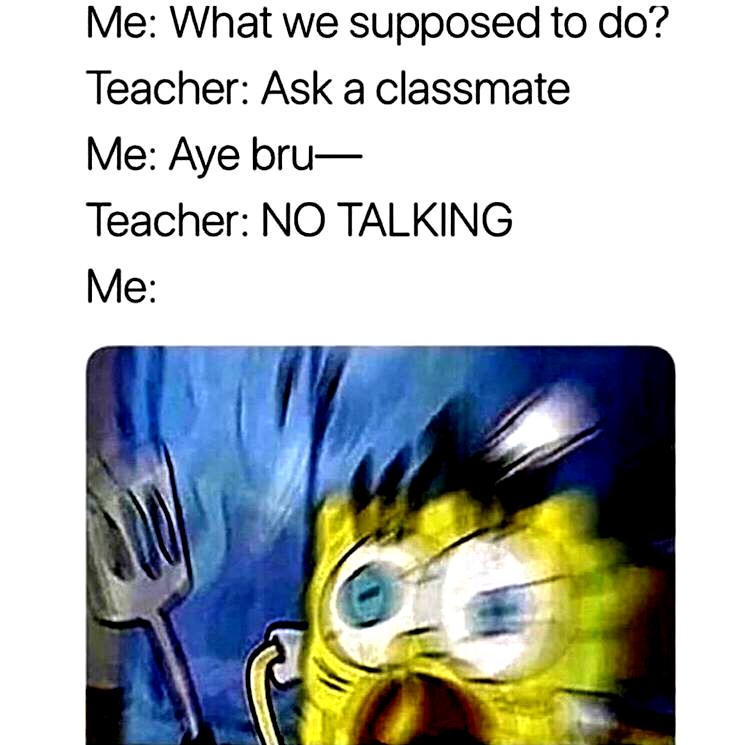 Me: What we supposed to do?
Teacher: Ask a classmate
Me: Aye bru—
Teacher: NO TALKING
Me: